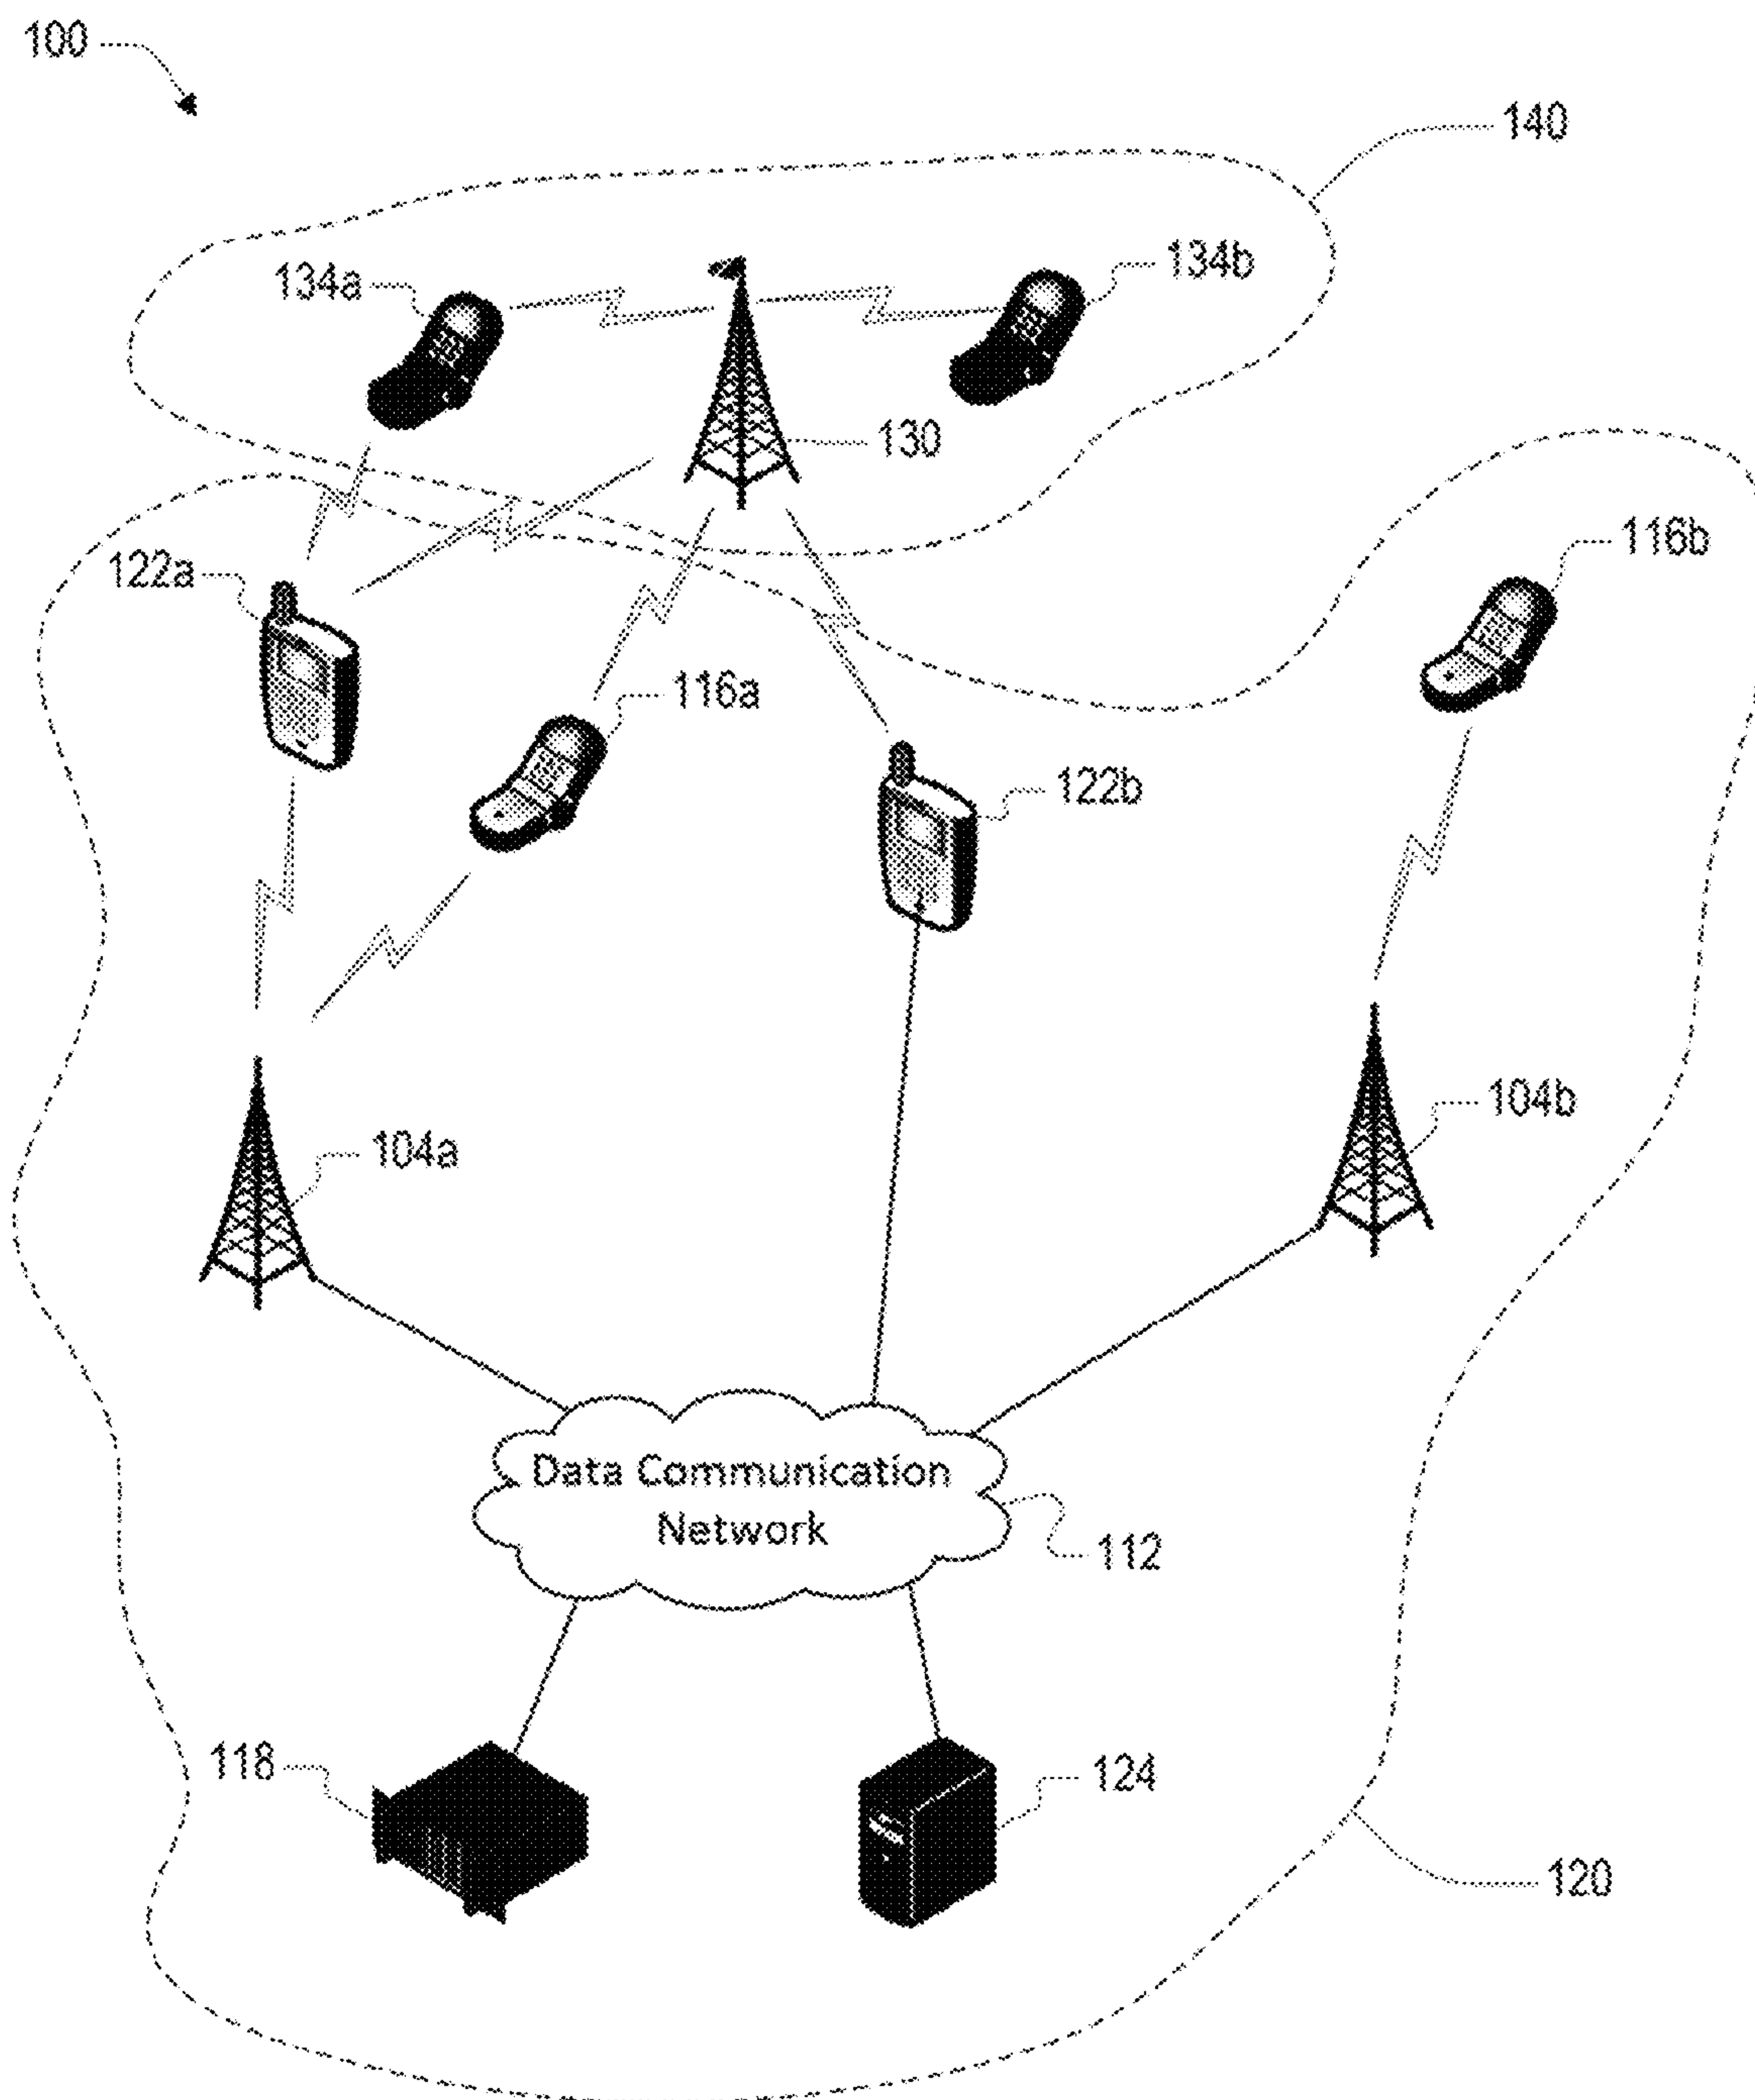 100
140
134a
134b
130
122a
116b
116a
122b
104b
104a
Data Communication
Network
112
118
124
120